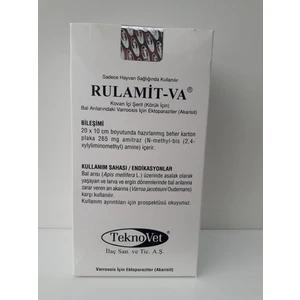 Sadece Hayvan Sağlığında Kullanılır
RULAMİT-VA®
Kovan İçi Şerit (Körük İçin)
Bal Arılarındaki Varroosis İçin Ektoparaziter (Akarisit)
BİLEŞİMİ
20 x 10 cm boyutunda hazırlanmış beher karton
plaka 265 mg amitraz (N-methyl-bis (2,4-
xylyliminomethyl) amine) içerir.
KULLANIM SAHASI / ENDİKASYONLAR
Bal arısı (Apis mellifera L.) üzerinde asalak olarak
yaşayan ve larva ve ergin dönemlerinde bal arılarına
zarar veren arı akarına (Varroa jacobsoni Oudemans)
karşı kullanılır.
Kullanım ayrıntıları için prospektüsü okuyunuz.
TeknoVet
İlaç San. ve Tic. A.Ş.
Varroosis İçin Ektoparaziter (Akarisit)